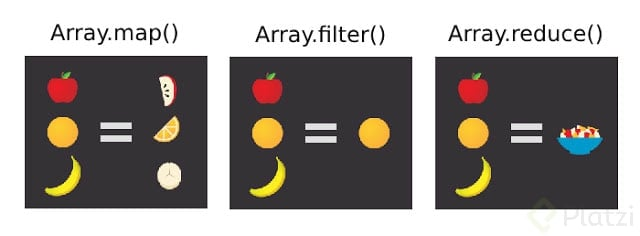 Array.map()
Array.filter()
Array.reduce()
Platzi